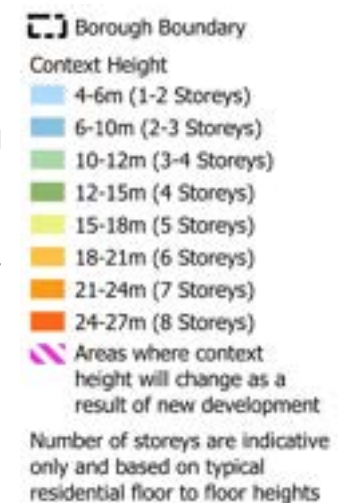 Borough Boundary
Context Height
4-6m (1-2 Storeys)
6-10m (2-3 Storeys)
10-12m (3-4 Storeys)
12-15m (4 Storeys)
15-18m (5 Storeys)
18-21m (6 Storeys)
21-24m (7 Storeys)
24-27m (8 Storeys)
Areas where context
height will change as a
result of new development
Number of storeys are indicative
only and based on typical
residential floor to floor heights